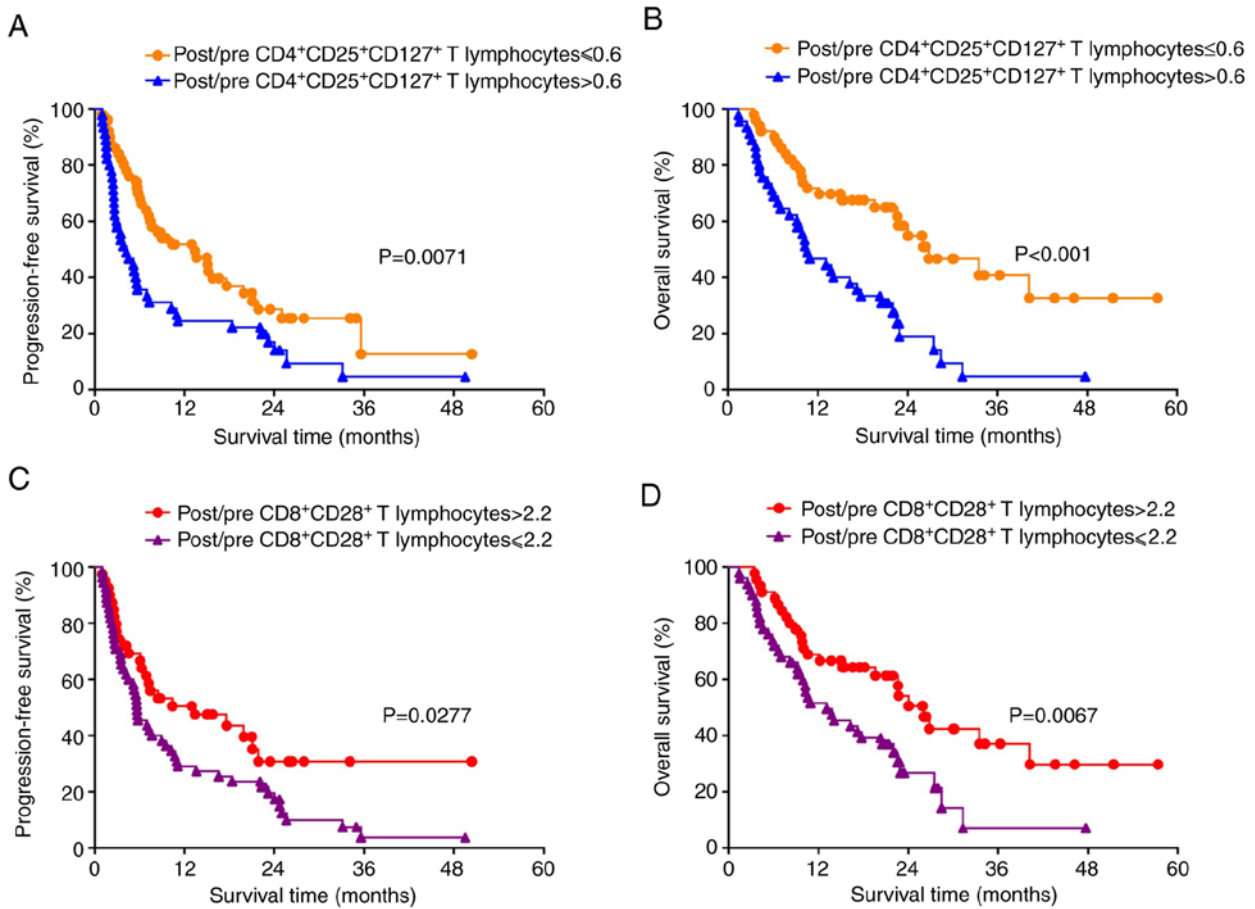 A
Post/pre CD4⁺CD25⁺CD127⁺ T lymphocytes⩽0.6
Post/pre CD4⁺CD25⁺CD127⁺ T lymphocytes>0.6
100
80
60
40
20
0
Progression-free survival (%)
P=0.0071
0 12 24 36 48 60
Survival time (months)
B
Post/pre CD4⁺CD25⁺CD127⁺ T lymphocytes≤0.6
Post/pre CD4⁺CD25⁺CD127⁺ T lymphocytes>0.6
100
80
60
40
20
0
Overall survival (%)
P<0.001
0 12 24 36 48 60
Survival time (months)
C
Post/pre CD8⁺CD28⁺ T lymphocytes>2.2
Post/pre CD8⁺CD28⁺ T lymphocytes⩽2.2
100
80
60
40
20
0
Progression-free survival (%)
P=0.0277
0 12 24 36 48 60
Survival time (months)
D
Post/pre CD8⁺CD28⁺ T lymphocytes>2.2
Post/pre CD8⁺CD28⁺ T lymphocytes⩽2.2
100
80
60
40
20
0
Overall survival (%)
P=0.0067
0 12 24 36 48 60
Survival time (months)